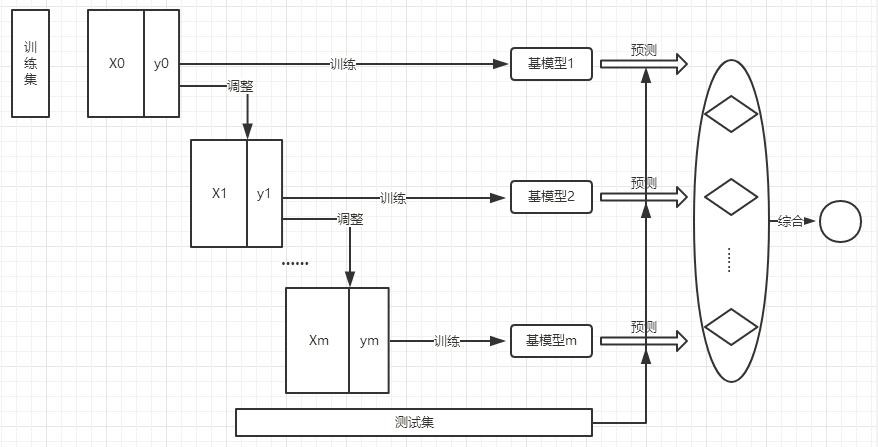 训练集
X0
y0
训练
基模型1
预测
调整
X1
y1
训练
基模型2
预测
调整
......
......
Xm
ym
训练
基模型m
预测
综合
测试集